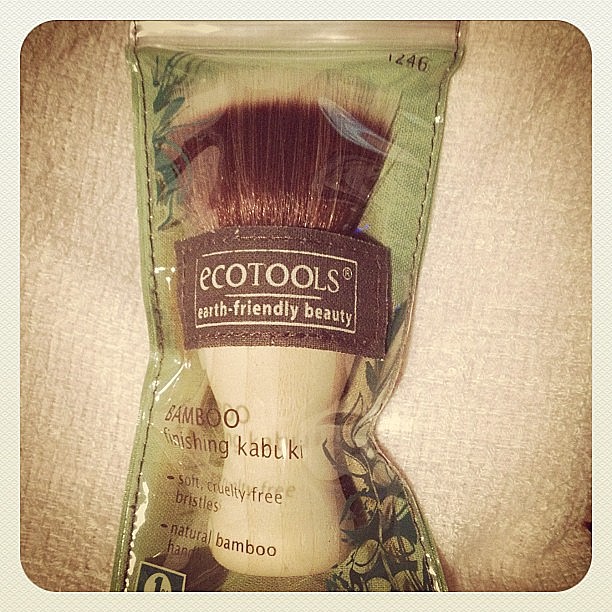 1246
ecoTOOLS®
earth-friendly beauty
BAMBOO
finishing kabuki
- soft, cruelty-free
bristles
- natural bamboo